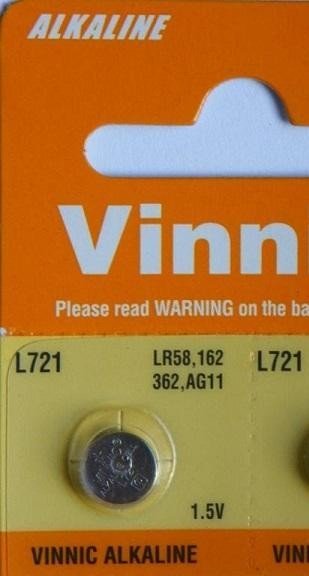 ALKALINE
Vinn
Please read WARNING on the ba
L721 LR58,162 L721
362,AG11
1.5V
VINNIC ALKALINE VIN